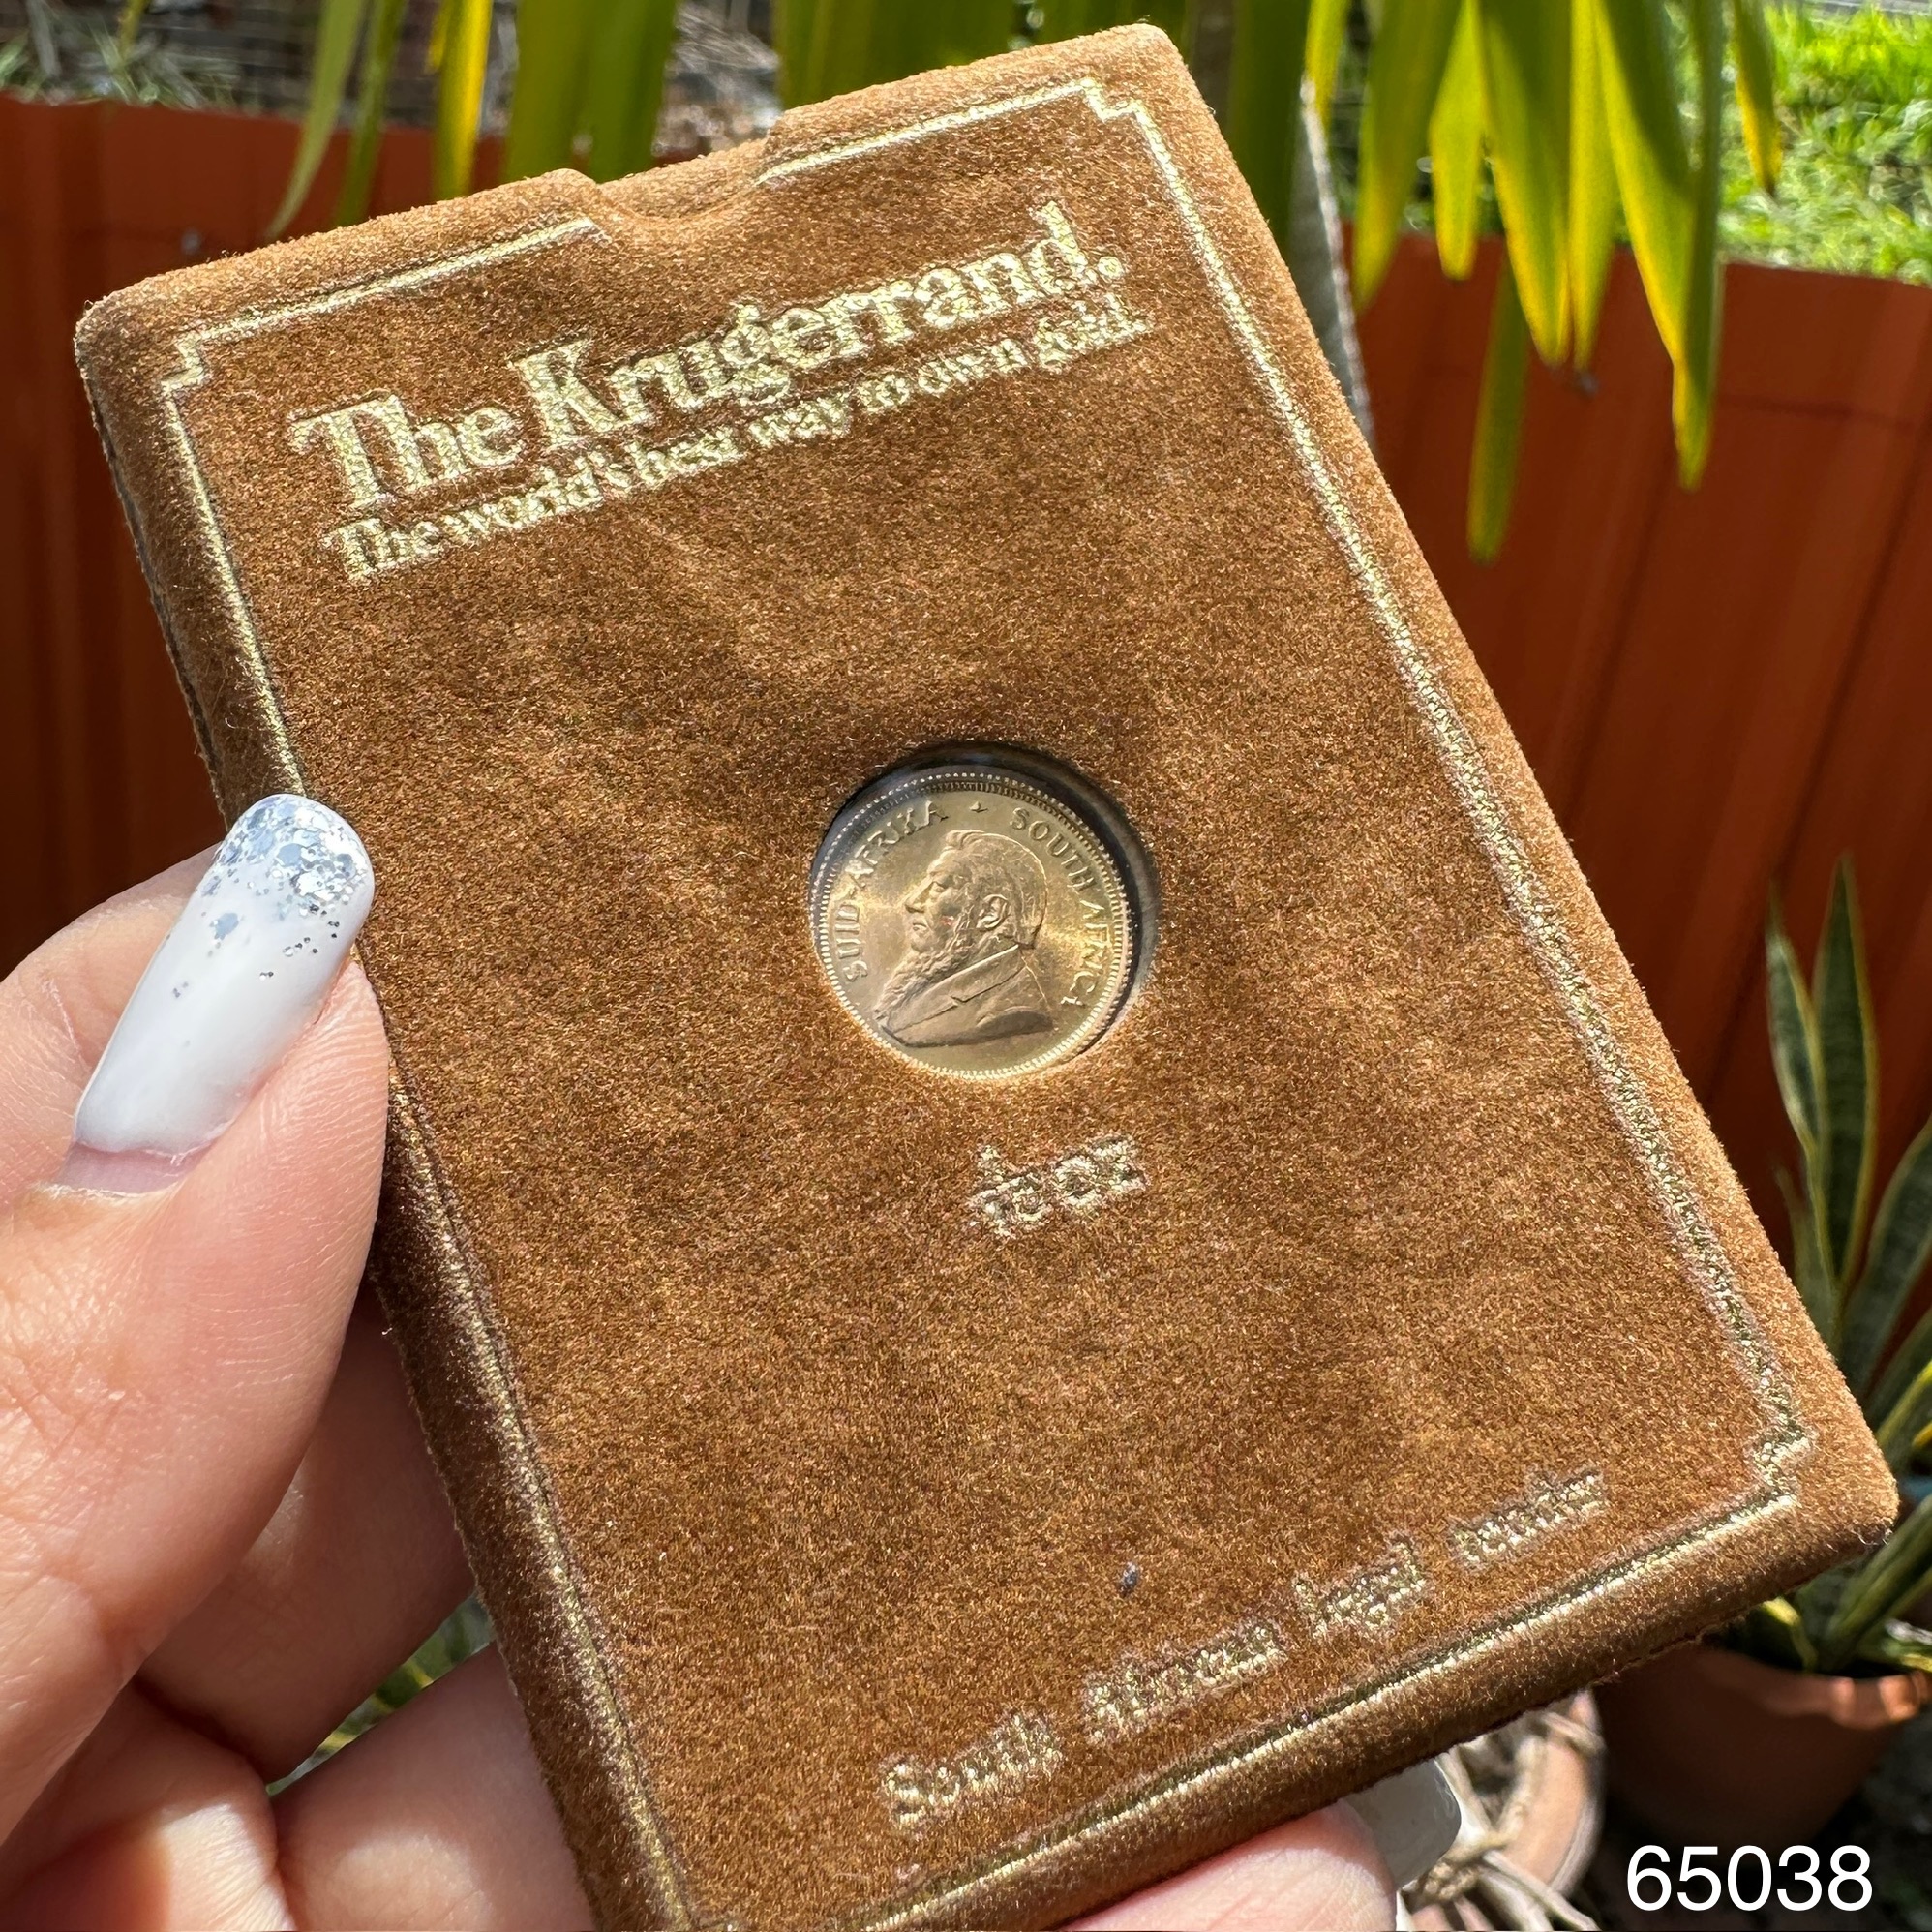 The Krugerrand.
The world's best way to own gold.
SUID-AFRIKA · SOUTH AFRICA
1/10 oz
South African legal tender
65038